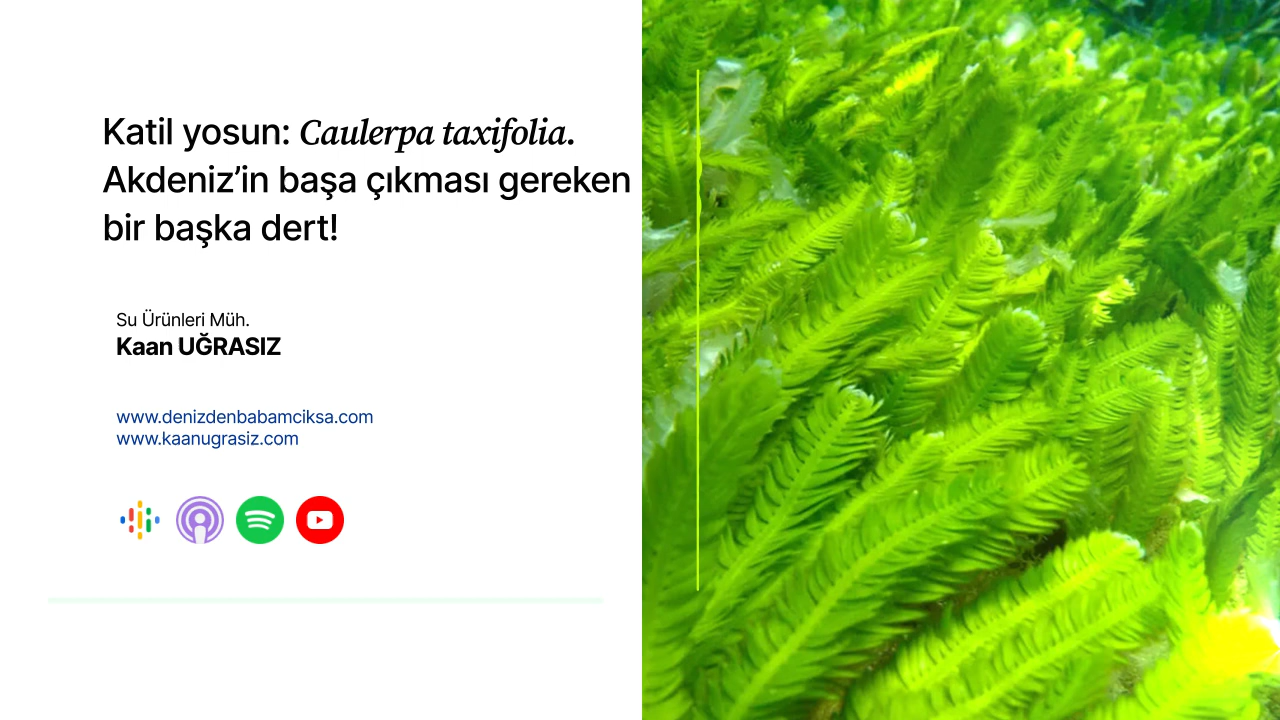 Katil yosun: Caulerpa taxifolia.
Akdeniz’in başa çıkması gereken
bir başka dert!
Su Ürünleri Müh.
Kaan UĞRASIZ
www.denizdenbabamciksa.com
www.kaanugrasiz.com